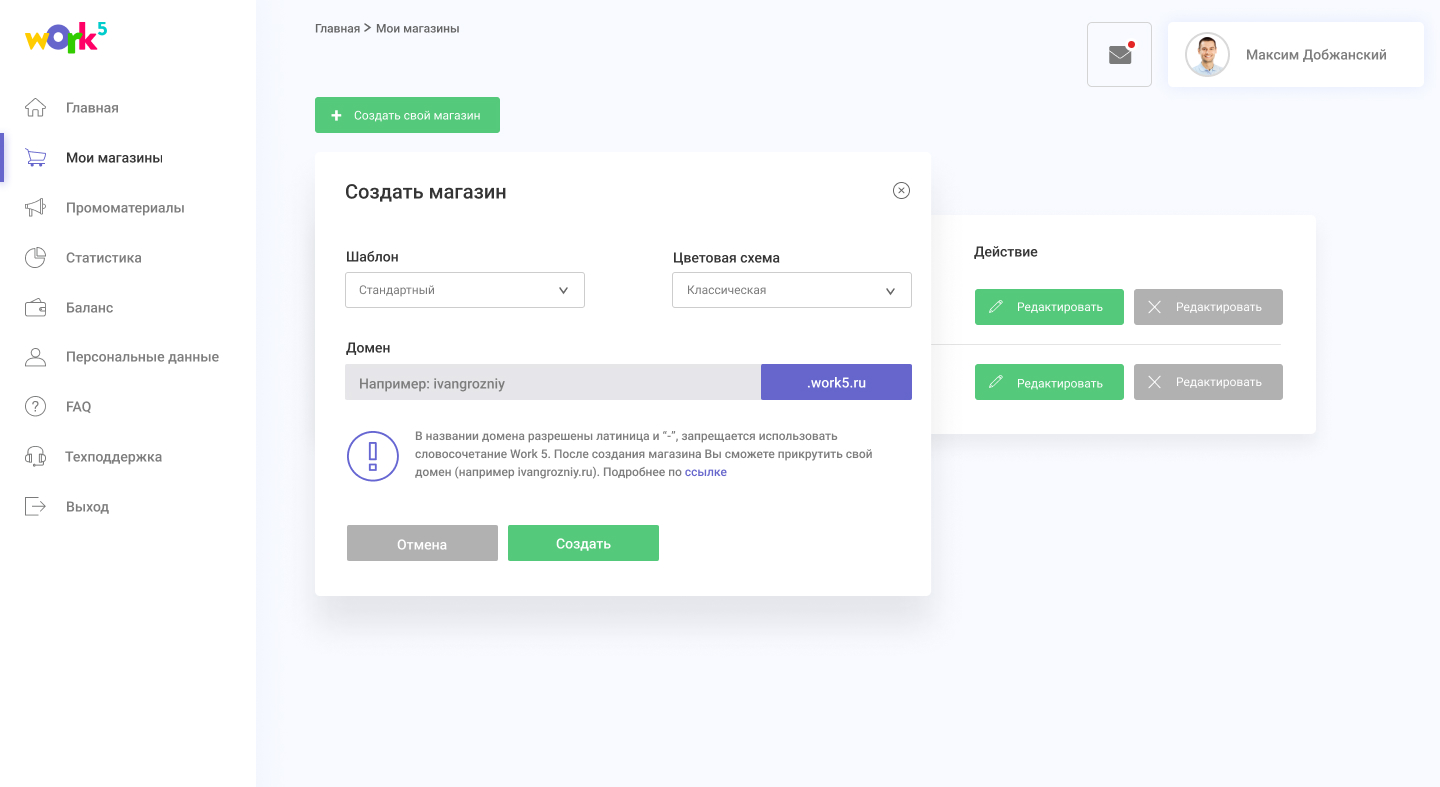 work5
Главная > Мои магазины
Максим Добжанский
Главная
Мои магазины
Промоматериалы
Статистика
Баланс
Персональные данные
FAQ
Техподдержка
Выход
+ Создать свой магазин
Создать магазин
Шаблон
Цветовая схема
Стандартный
Классическая
Домен
Например: ivangrozniy
.work5.ru
В названии домена разрешены латиница и “-”, запрещается использовать
словосочетание Work 5. После создания магазина Вы сможете прикрутить свой
домен (например ivangrozniy.ru). Подробнее по ссылке
Отмена
Создать
Действие
Редактировать
Редактировать
Редактировать
Редактировать